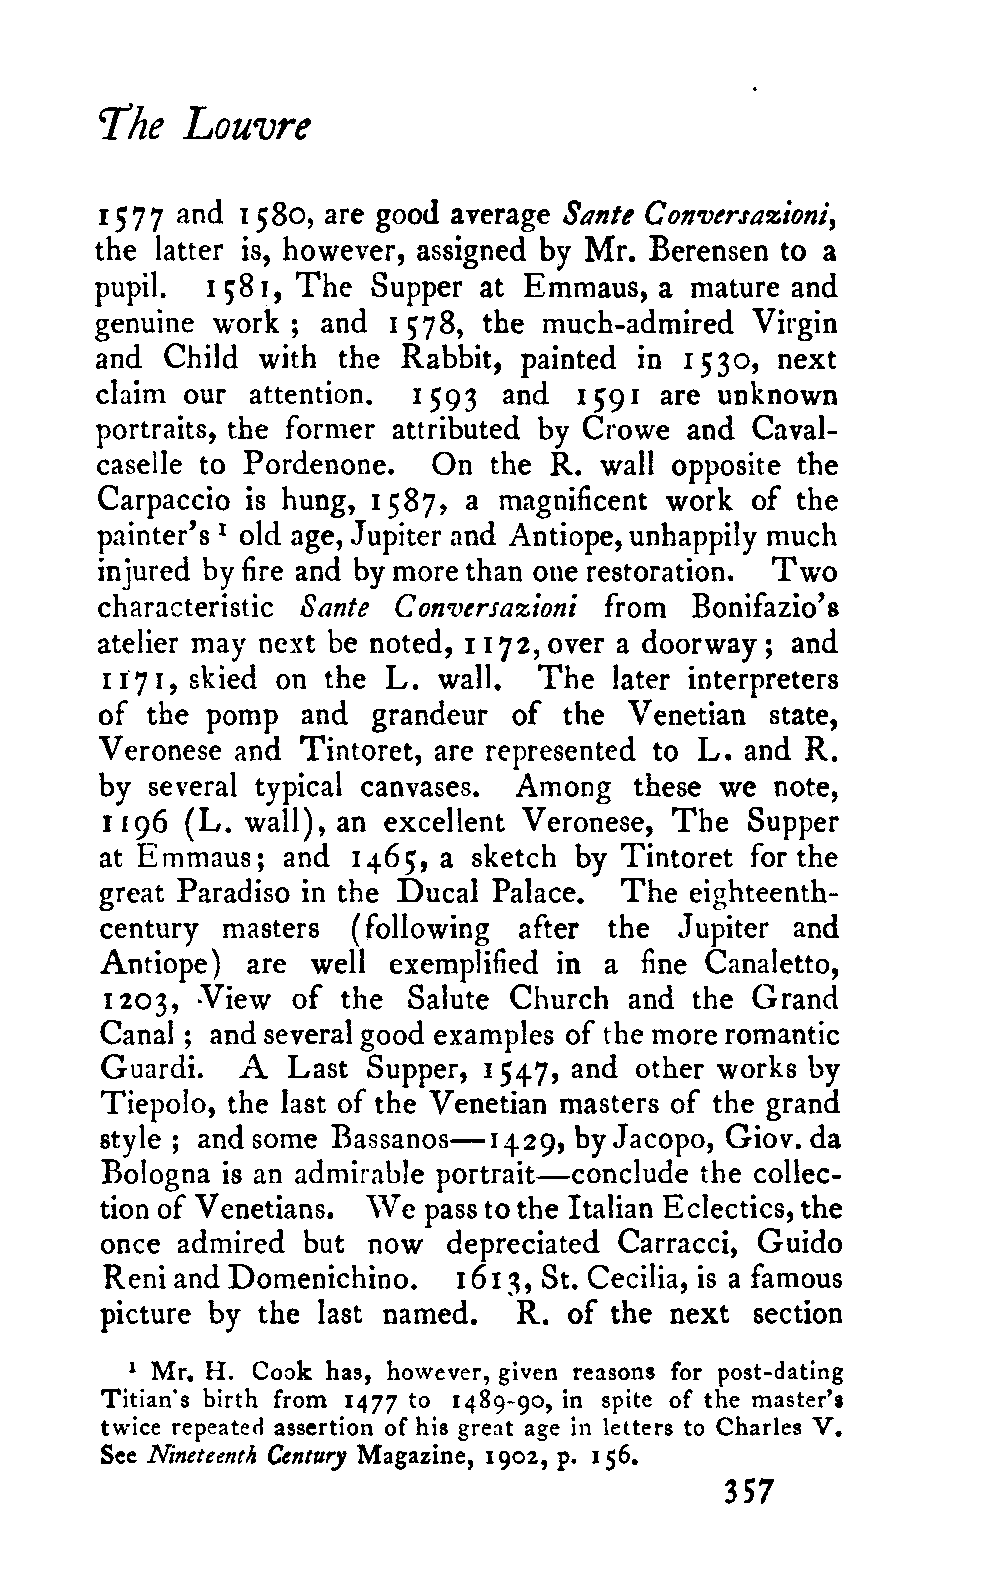 The Louvre
1577 and 1580, are good average Sante Conversazioni,
the latter is, however, assigned by Mr. Berensen to a
pupil. 1581, The Supper at Emmaus, a mature and
genuine work ; and 1578, the much-admired Virgin
and Child with the Rabbit, painted in 1530, next
claim our attention. 1593 and 1591 are unknown
portraits, the former attributed by Crowe and Caval-
caselle to Pordenone. On the R. wall opposite the
Carpaccio is hung, 1587, a magnificent work of the
painter's ¹ old age, Jupiter and Antiope, unhappily much
injured by fire and by more than one restoration. Two
characteristic Sante Conversazioni from Bonifazio's
atelier may next be noted, 1172, over a doorway ; and
1171, skied on the L. wall. The later interpreters
of the pomp and grandeur of the Venetian state,
Veronese and Tintoret, are represented to L. and R.
by several typical canvases. Among these we note,
1196 (L. wall), an excellent Veronese, The Supper
at Emmaus; and 1465, a sketch by Tintoret for the
great Paradiso in the Ducal Palace. The eighteenth-
century masters (following after the Jupiter and
Antiope) are well exemplified in a fine Canaletto,
1203, View of the Salute Church and the Grand
Canal ; and several good examples of the more romantic
Guardi. A Last Supper, 1547, and other works by
Tiepolo, the last of the Venetian masters of the grand
style ; and some Bassanos—1429, by Jacopo, Giov. da
Bologna is an admirable portrait—conclude the collec-
tion of Venetians. We pass to the Italian Eclectics, the
once admired but now depreciated Carracci, Guido
Reni and Domenichino. 1613, St. Cecilia, is a famous
picture by the last named. R. of the next section
¹ Mr. H. Cook has, however, given reasons for post-dating
Titian's birth from 1477 to 1489-90, in spite of the master's
twice repeated assertion of his great age in letters to Charles V.
See Nineteenth Century Magazine, 1902, p. 156.
357